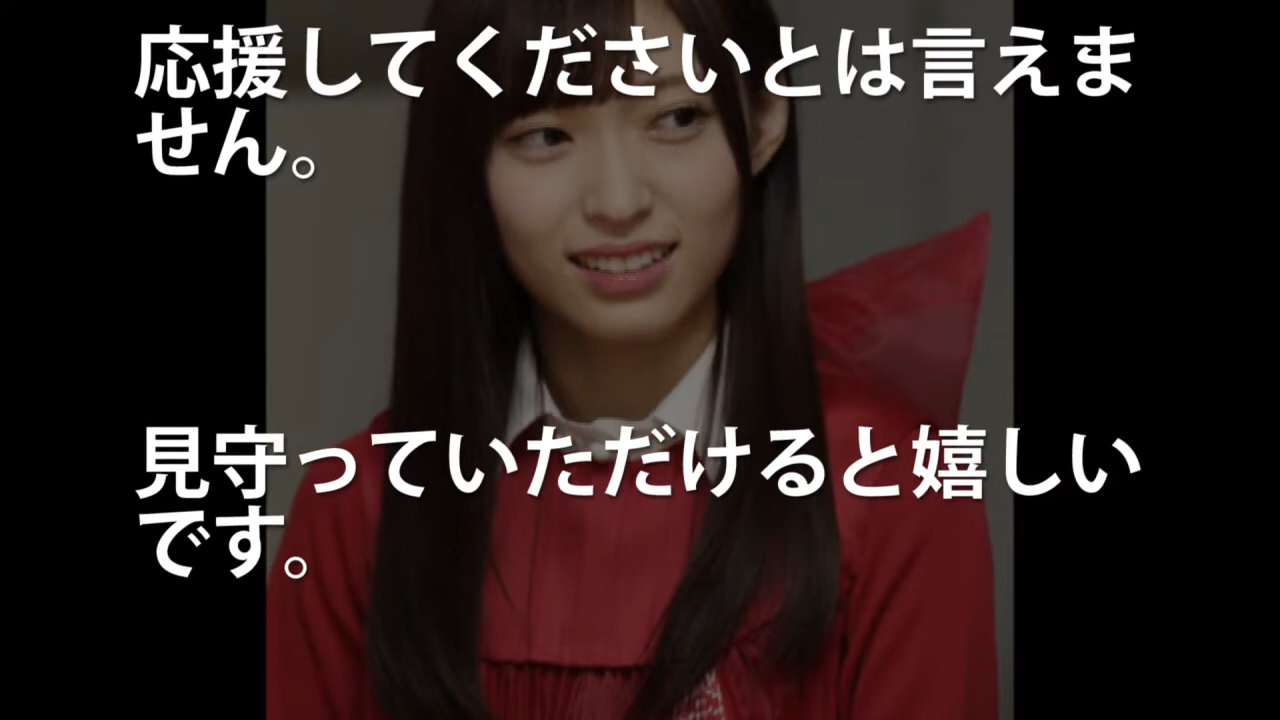 応援してくださいとは言えま
せん。
見守っていただけると嬉しい
です。